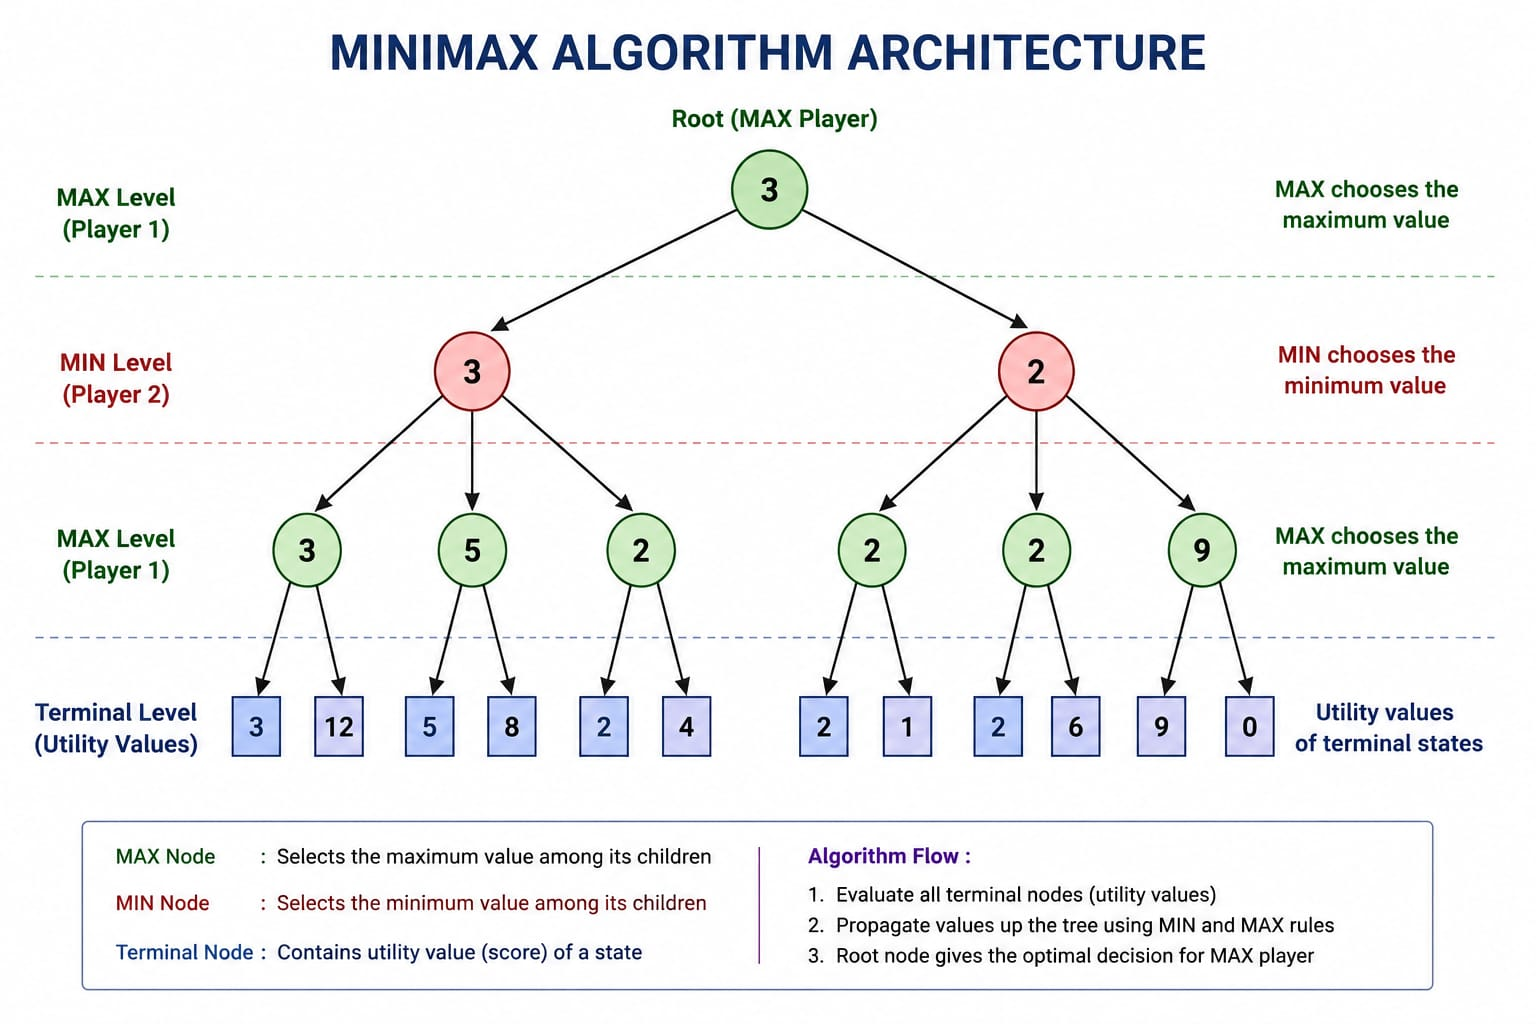 MINIMAX ALGORITHM ARCHITECTURE
Root (MAX Player)
3
MAX Level
(Player 1)
MAX chooses the
maximum value
MIN Level
(Player 2)
3
2
MIN chooses the
minimum value
MAX Level
(Player 1)
3
5
2
2
2
9
MAX chooses the
maximum value
Terminal Level
(Utility Values)
3
12
5
8
2
4
2
1
2
6
9
0
Utility values
of terminal states
MAX Node : Selects the maximum value among its children
MIN Node : Selects the minimum value among its children
Terminal Node : Contains utility value (score) of a state
Algorithm Flow :
1. Evaluate all terminal nodes (utility values)
2. Propagate values up the tree using MIN and MAX rules
3. Root node gives the optimal decision for MAX player